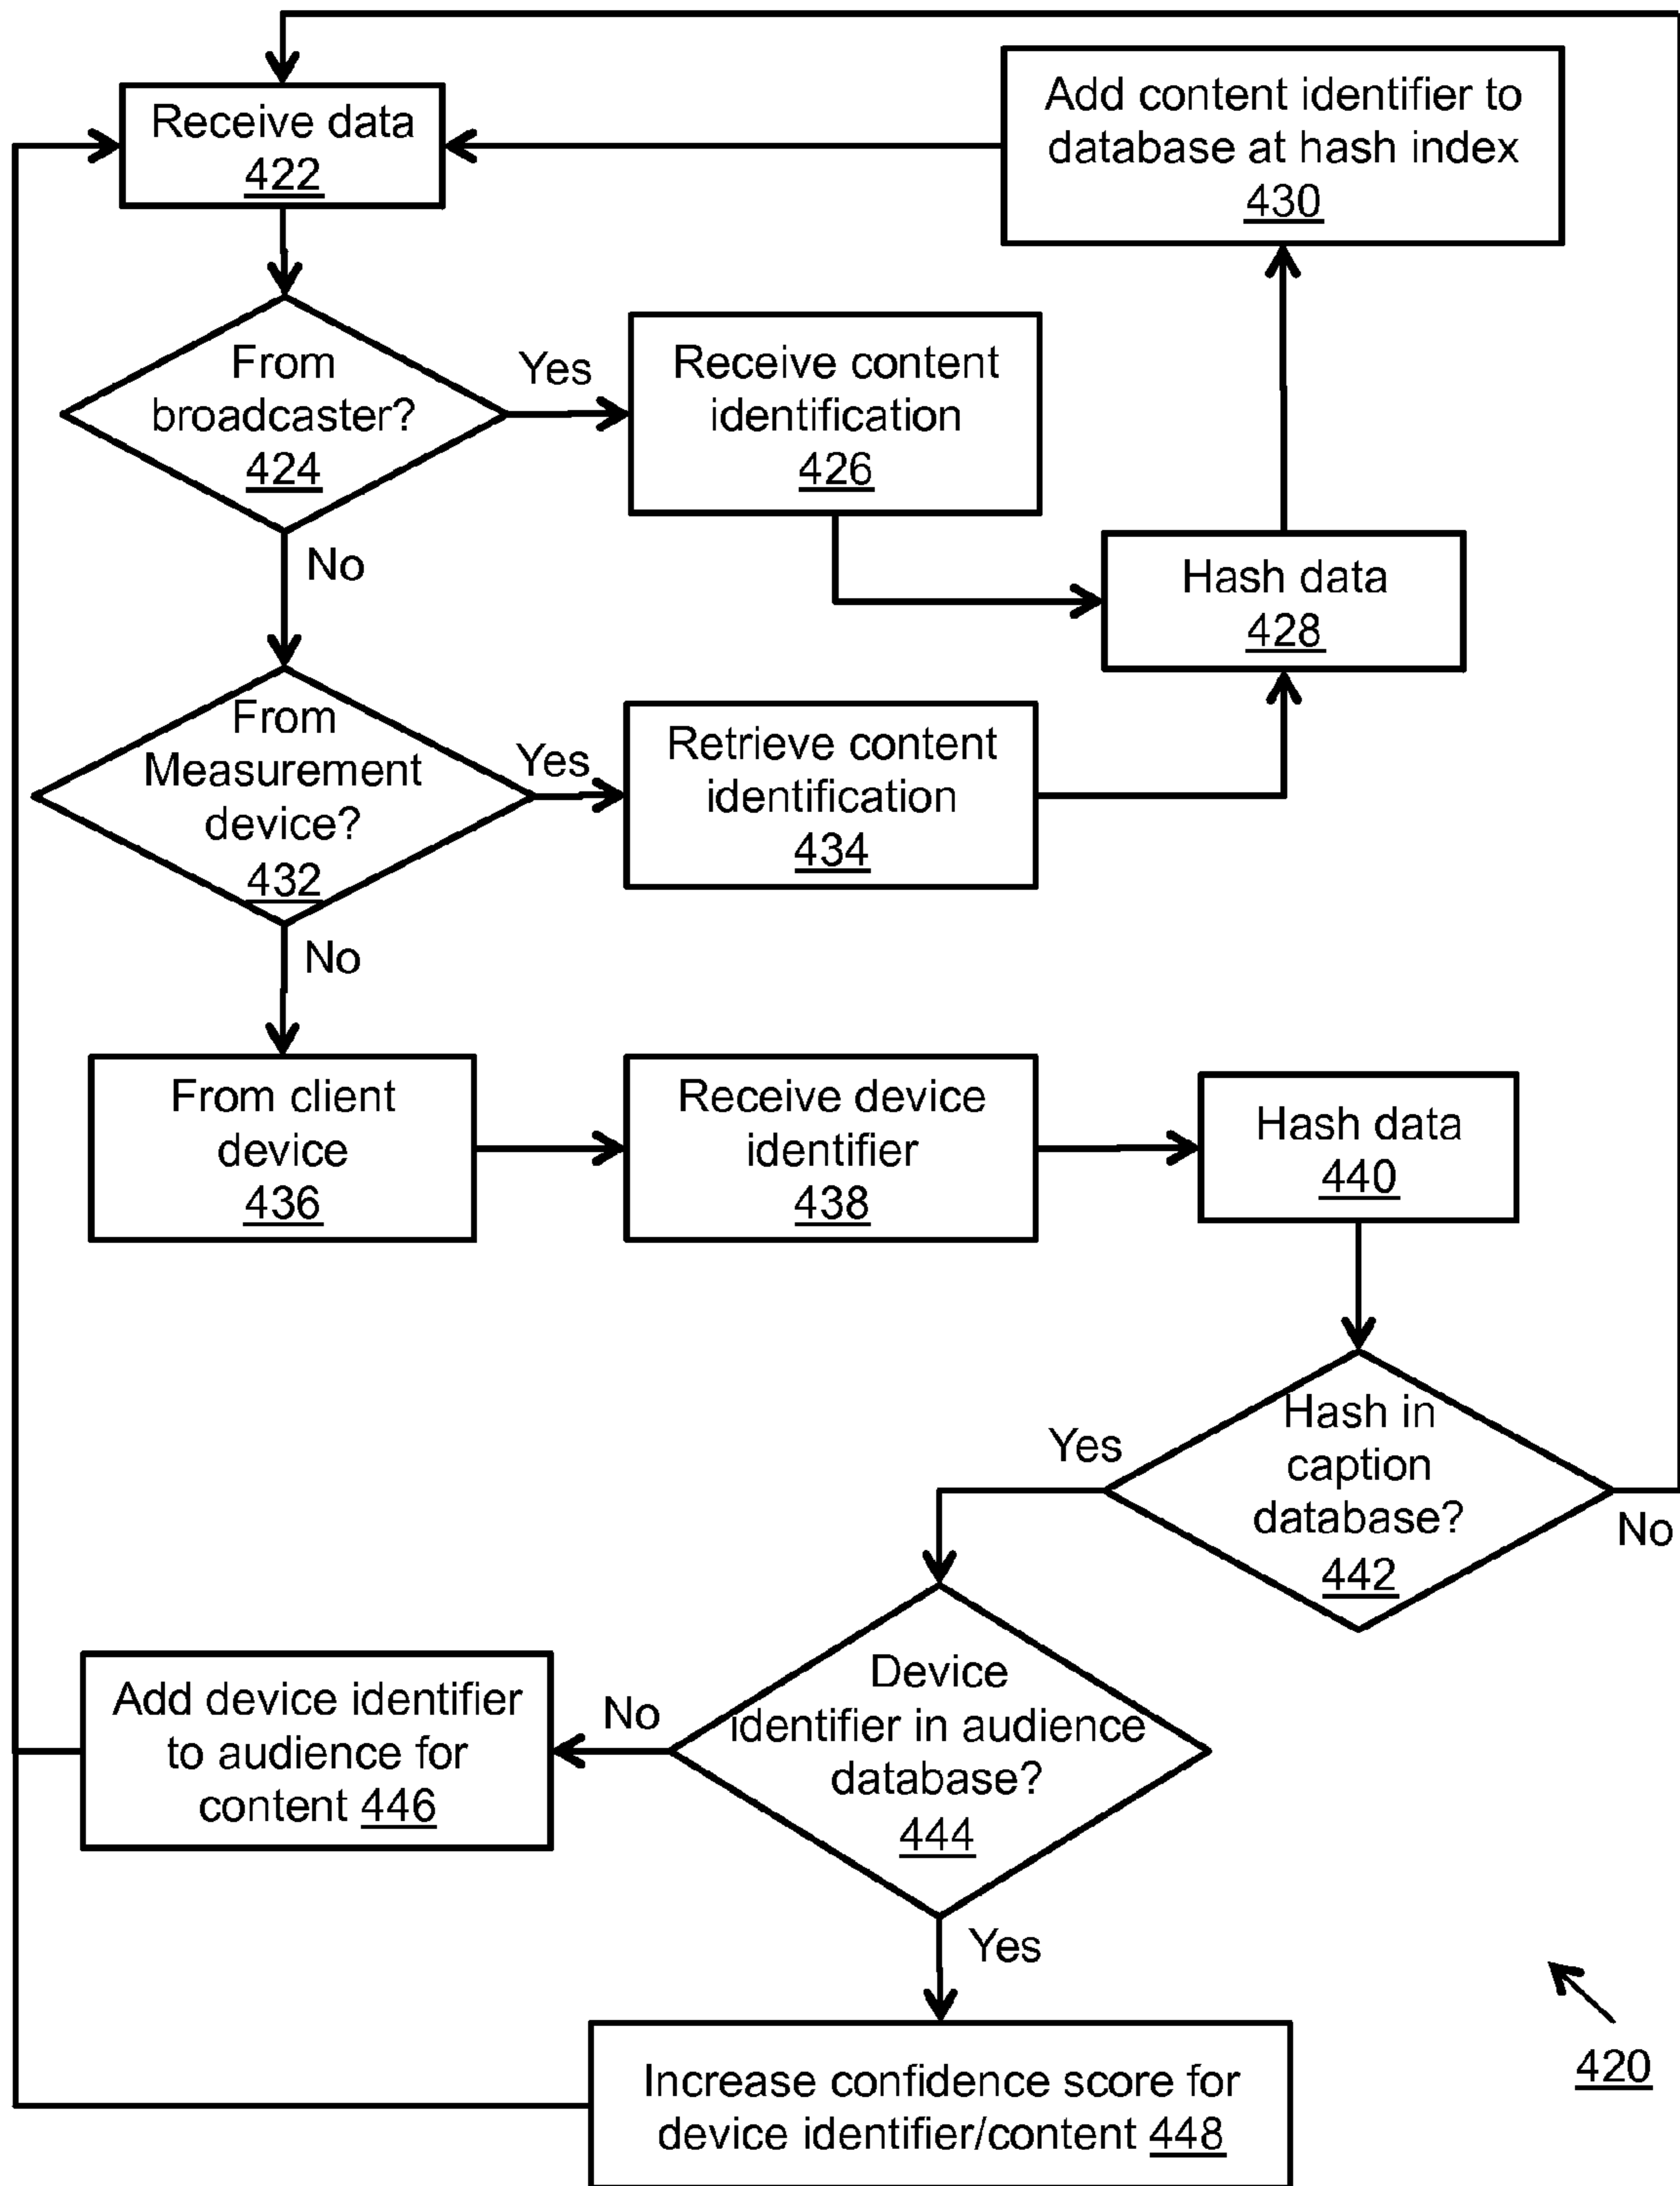 Receive data
422
Add content identifier to
database at hash index
430
From
broadcaster?
424
Yes
Receive content
identification
426
No
Hash data
428
From
Measurement
device?
432
Yes
Retrieve content
identification
434
No
From client
device
436
Receive device
identifier
438
Hash data
440
Hash in
caption
database?
442
Yes
No
Device
identifier in audience
database?
444
No
Add device identifier
to audience for
content 446
Yes
Increase confidence score for
device identifier/content 448
420